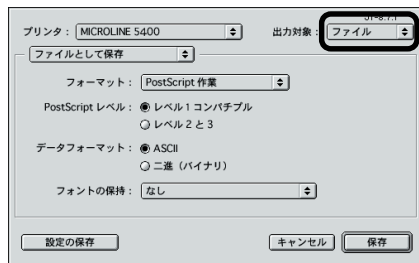 J1-8.7.1
プリンタ： MICROLINE 5400 出力対象： ファイル
ファイルとして保存
フォーマット： PostScript 作業
PostScript レベル： レベル 1 コンパチブル
レベル 2 と 3
データフォーマット： ASCII
二進（バイナリ）
フォントの保持： なし
設定の保存 キャンセル 保存